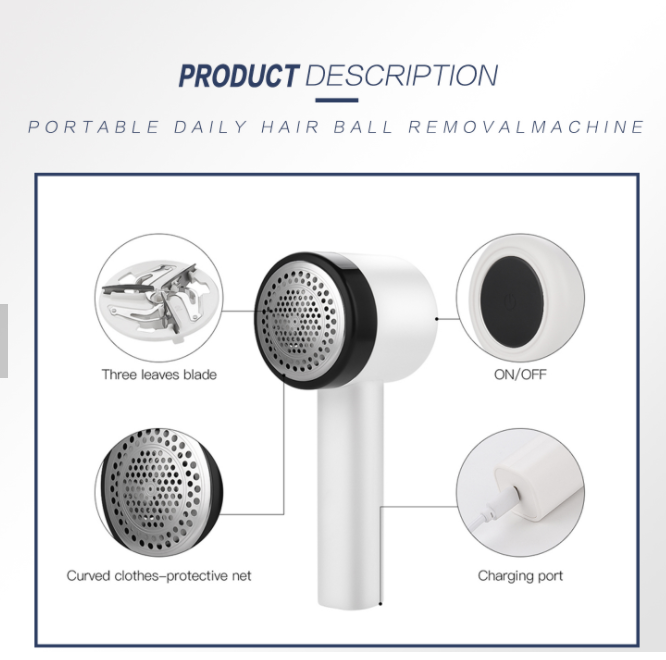 PRODUCT DESCRIPTION
PORTABLE DAILY HAIR BALL REMOVALMACHINE
Three leaves blade
ON/OFF
Curved clothes-protective net
Charging port